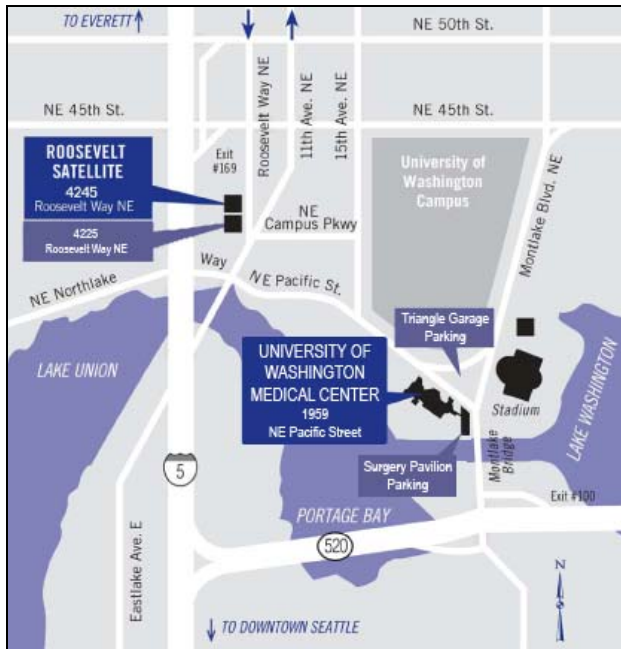 TO EVERETT
NE 50th St.
Roosevelt Way NE
11th Ave. NE
15th Ave. NE
NE 45th St.
NE 45th St.
ROOSEVELT
SATELLITE
4245
Roosevelt Way NE
4225
Roosevelt Way NE
Exit
#169
University of
Washington
Campus
Montlake Blvd. NE
NE
Campus Pkwy
NE Northlake
Way
NE Pacific St.
Triangle Garage
Parking
LAKE UNION
UNIVERSITY OF
WASHINGTON
MEDICAL CENTER
1959
NE Pacific Street
Stadium
LAKE WASHINGTON
Montlake
Bridge
Surgery Pavilion
Parking
5
Exit #100
PORTAGE BAY
520
Eastlake Ave. E
N
TO DOWNTOWN SEATTLE